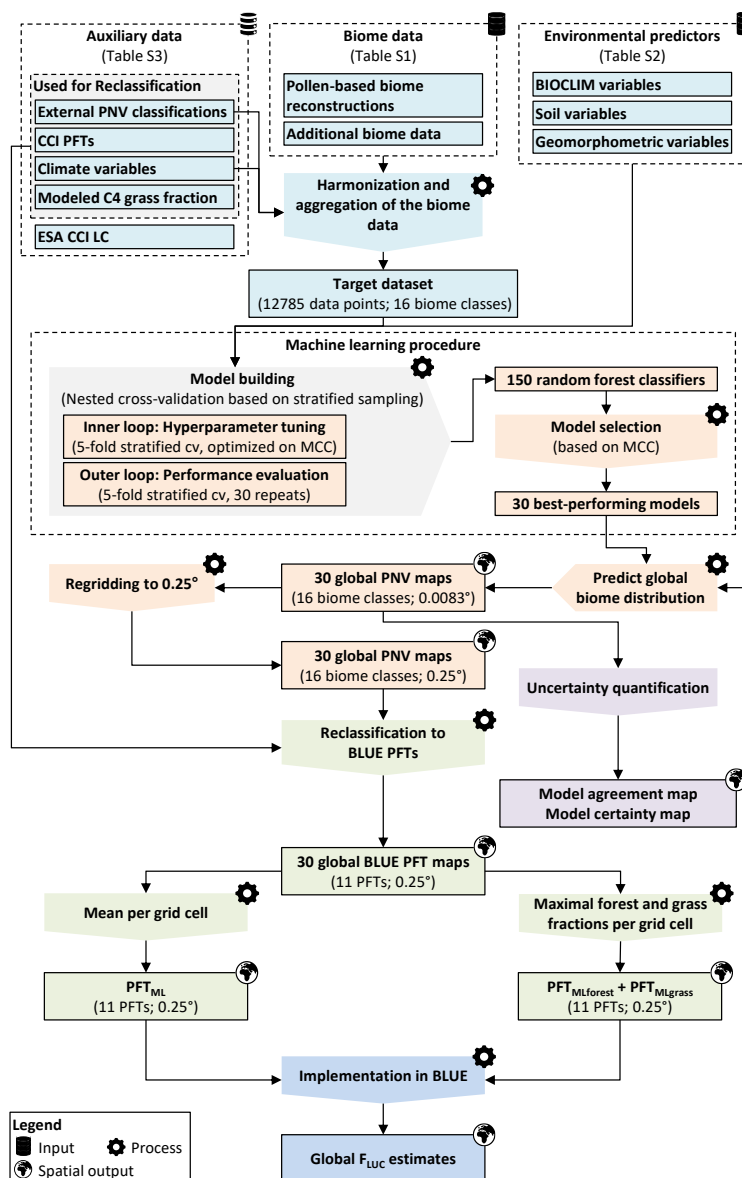 Auxiliary data
(Table S3)
Used for Reclassification
External PNV classifications
CCI PFTs
Climate variables
Modeled C4 grass fraction
ESA CCI LC
Biome data
(Table S1)
Pollen-based biome
reconstructions
Additional biome data
Environmental predictors
(Table S2)
BIOCLIM variables
Soil variables
Geomorphometric variables
Harmonization and
aggregation of the biome
data
Target dataset
(12785 data points; 16 biome classes)
Machine learning procedure
Model building
(Nested cross-validation based on stratified sampling)
Inner loop: Hyperparameter tuning
(5-fold stratified cv, optimized on MCC)
Outer loop: Performance evaluation
(5-fold stratified cv, 30 repeats)
150 random forest classifiers
Model selection
(based on MCC)
30 best-performing models
Predict global
biome distribution
30 global PNV maps
(16 biome classes; 0.0083°)
Regridding to 0.25°
30 global PNV maps
(16 biome classes; 0.25°)
Uncertainty quantification
Reclassification to
BLUE PFTs
Model agreement map
Model certainty map
30 global BLUE PFT maps
(11 PFTs; 0.25°)
Mean per grid cell
Maximal forest and grass
fractions per grid cell
PFT_ML
(11 PFTs; 0.25°)
PFT_MLforest + PFT_MLgrass
(11 PFTs; 0.25°)
Implementation in BLUE
Global F_LUC estimates
Legend
Input
Process
Spatial output